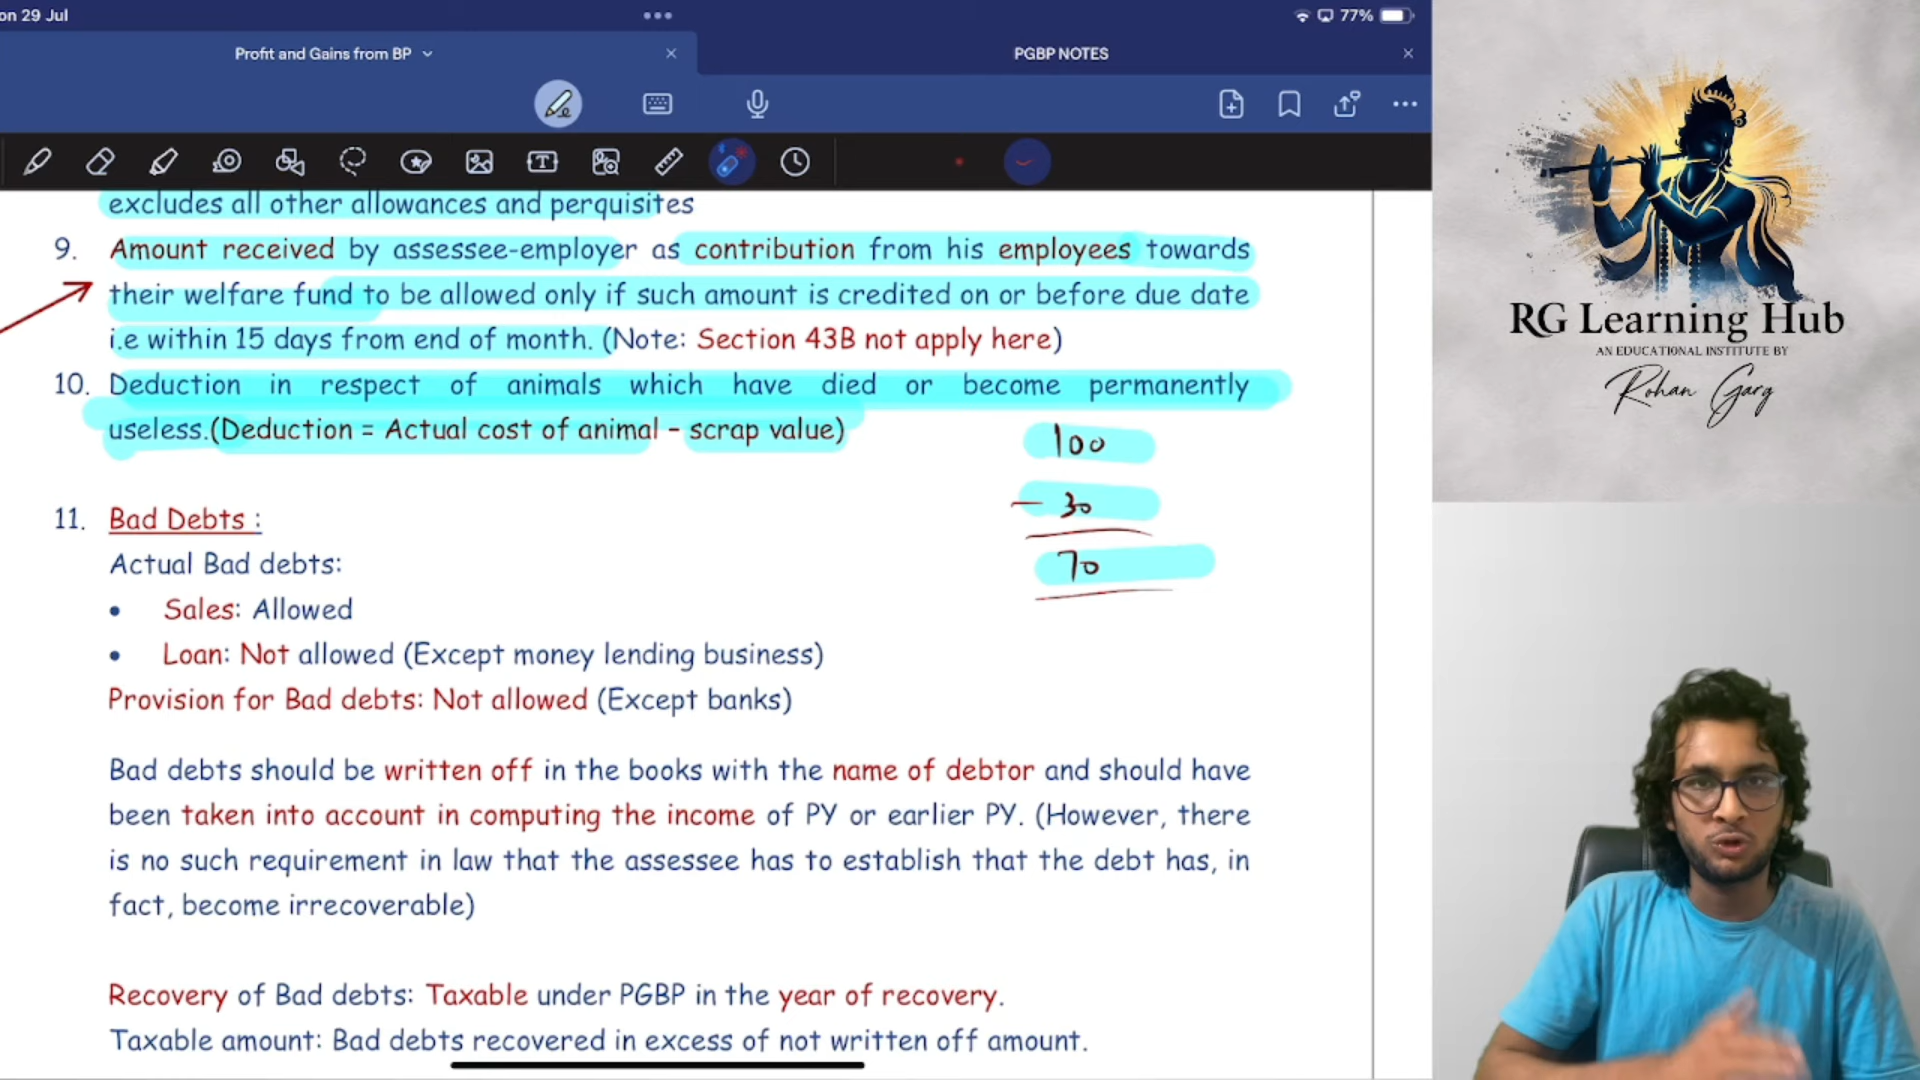 on 29 Jul
77%
Profit and Gains from BP
PGBP NOTES
excludes all other allowances and perquisites
9. Amount received by assessee-employer as contribution from his employees towards
their welfare fund to be allowed only if such amount is credited on or before due date
i.e within 15 days from end of month. (Note: Section 43B not apply here)
10. Deduction in respect of animals which have died or become permanently
useless.(Deduction = Actual cost of animal – scrap value)
100
– 30
70
11. Bad Debts :
Actual Bad debts:
• Sales: Allowed
• Loan: Not allowed (Except money lending business)
Provision for Bad debts: Not allowed (Except banks)
Bad debts should be written off in the books with the name of debtor and should have
been taken into account in computing the income of PY or earlier PY. (However, there
is no such requirement in law that the assessee has to establish that the debt has, in
fact, become irrecoverable)
Recovery of Bad debts: Taxable under PGBP in the year of recovery.
Taxable amount: Bad debts recovered in excess of not written off amount.
RG Learning Hub
AN EDUCATIONAL INSTITUTE BY
Rohan Garg